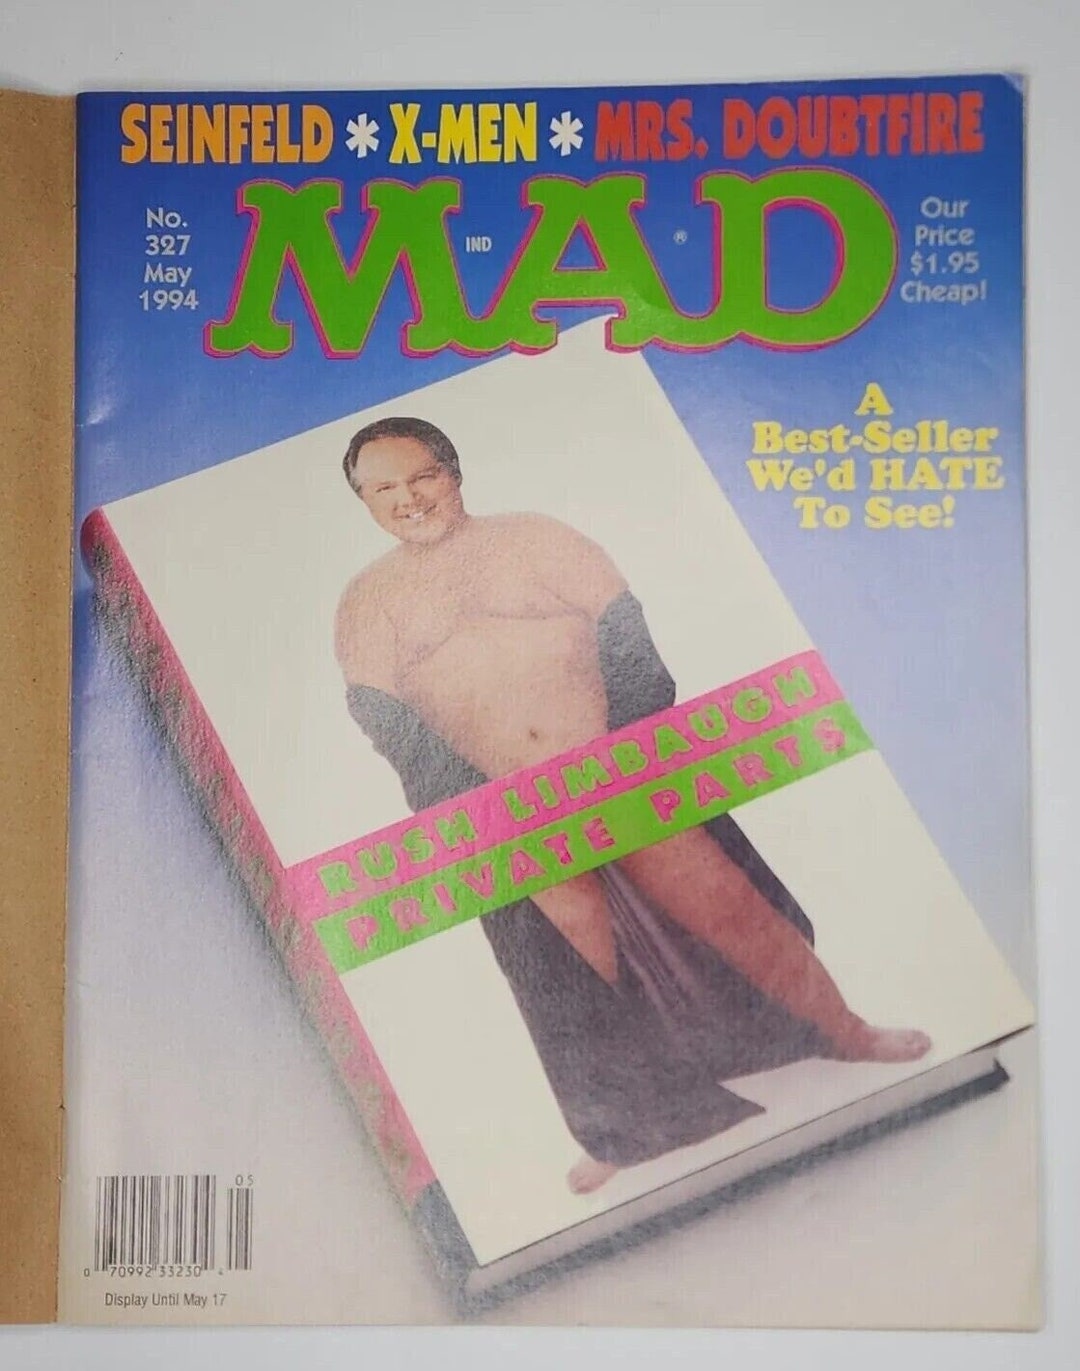 SEINFELD * X-MEN * MRS. DOUBTFIRE
MAD
IND
®
No.
327
May
1994
Our
Price
$1.95
Cheap!
A
Best-Seller
We'd HATE
To See!
RUSH LIMBAUGH
PRIVATE PARTS
05
0 70992 33230 4
Display Until May 17